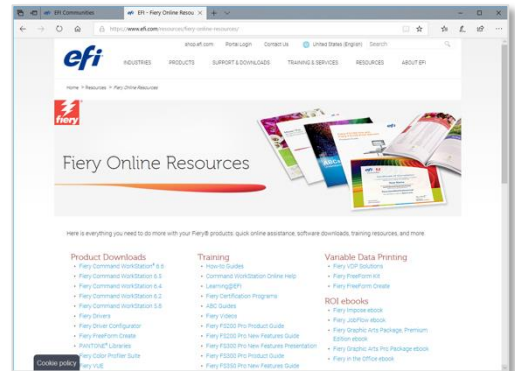 EFI Communities
EFI - Fiery Online Resou
https://www.efi.com/resources/fiery-online-resources/
shop.efi.com Portal Login Contact Us United States (English) Search
efi
INDUSTRIES PRODUCTS SUPPORT & DOWNLOADS TRAINING & SERVICES RESOURCES ABOUT EFI
Home > Resources > Fiery Online Resources
fiery
Fiery Online Resources
Here is everything you need to do more with your Fiery® products: quick online assistance, software downloads, training resources, and more.
Product Downloads
Fiery Command WorkStation® 6.6
Fiery Command WorkStation 6.5
Fiery Command WorkStation 6.4
Fiery Command WorkStation 6.2
Fiery Command WorkStation 5.8
Fiery Drivers
Fiery Driver Configurator
Fiery FreeForm Create
PANTONE® Libraries
Fiery Color Profiler Suite
Fiery VUE
Training
How-to Guides
Command WorkStation Online Help
Learning@EFI
Fiery Certification Programs
ABC Guides
Fiery Videos
Fiery FS200 Pro Product Guide
Fiery FS200 Pro New Features Guide
Fiery FS300 Pro New Features Presentation
Fiery FS300 Pro Product Guide
Fiery FS350 Pro New Features Guide
Variable Data Printing
Fiery VDP Solutions
Fiery FreeForm Kit
Fiery FreeForm Create
ROI ebooks
Fiery Impose ebook
Fiery JobFlow ebook
Fiery Graphic Arts Package, Premium
Edition ebook
Fiery Graphic Arts Pro Package ebook
Fiery in the Office ebook
Cookie policy